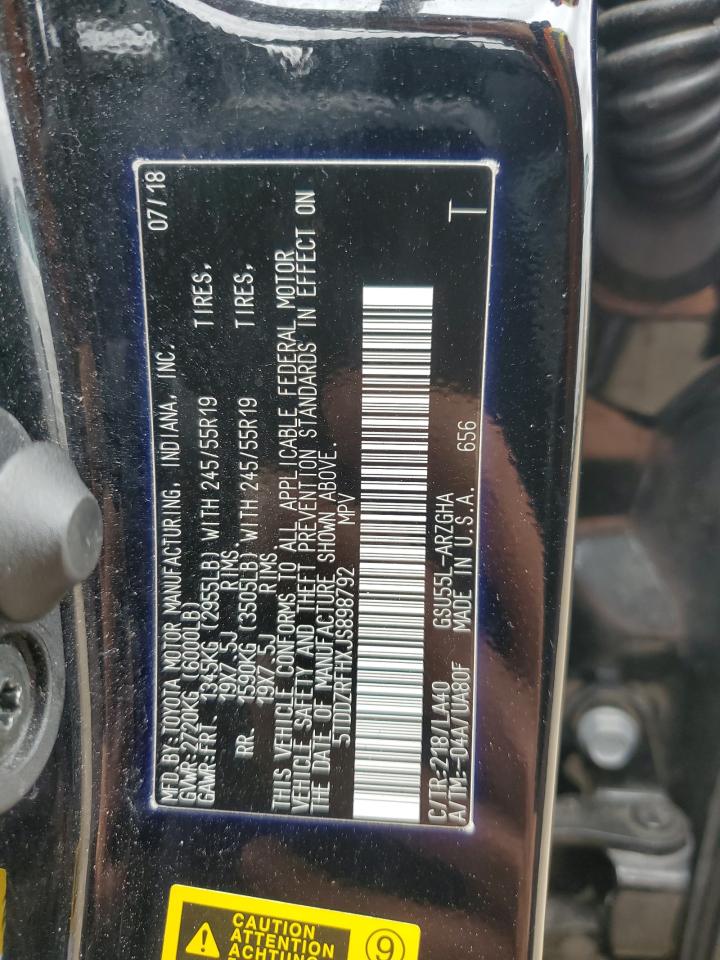 MFD. BY: TOYOTA MOTOR MANUFACTURING, INDIANA, INC. 07/18
GVWR: 2720KG (6000LB)
GAWR: FRT. 1345KG (2955LB) WITH 245/55R19 TIRES,
19X7.5J RIMS,
RR. 1590KG (3505LB) WITH 245/55R19 TIRES,
19X7.5J RIMS
THIS VEHICLE CONFORMS TO ALL APPLICABLE FEDERAL MOTOR
VEHICLE SAFETY AND THEFT PREVENTION STANDARDS IN EFFECT ON
THE DATE OF MANUFACTURE SHOWN ABOVE.
5TDDZRFHXJS898792 MPV
C/TR: 218/LA40 GSU55L-ARZGHA
A/TM: -04A/UA80F MADE IN U.S.A. 656 T
CAUTION
ATTENTION
ACHTUNG
9